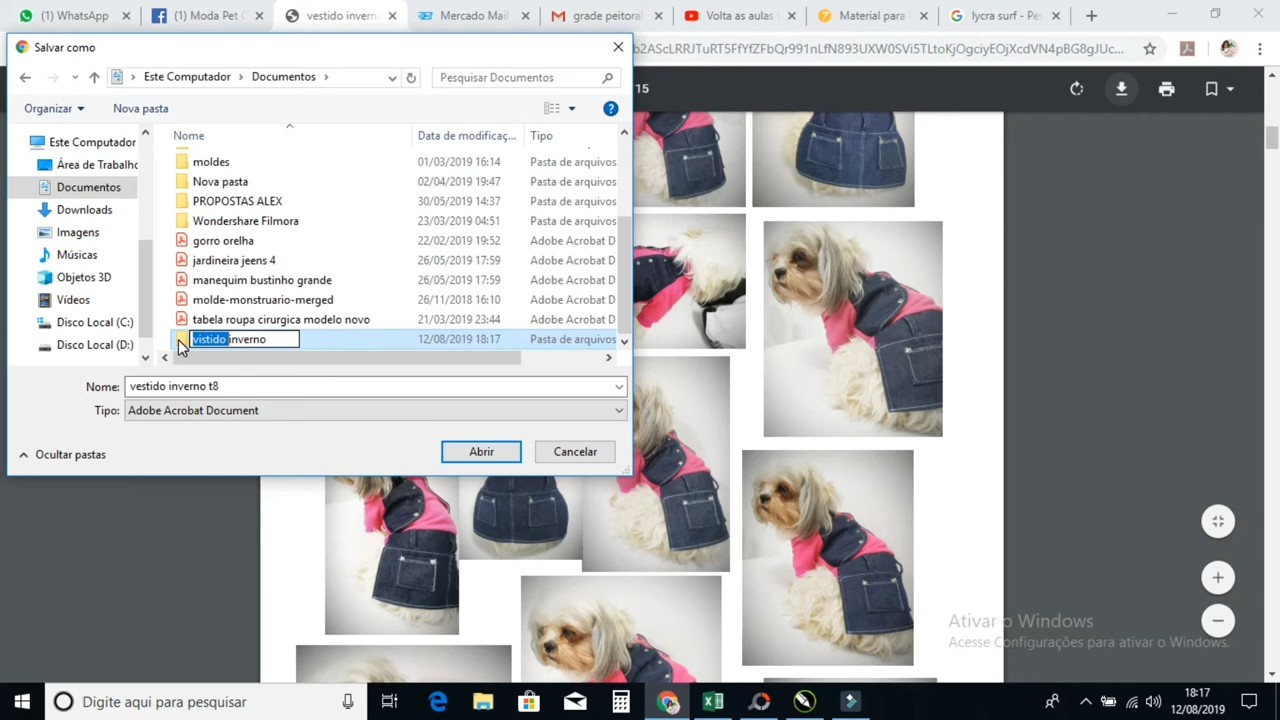 (1) WhatsApp
(1) Moda Pet C
vestido invern
Mercado Mail
grade peitoral
Volta as aulas
Material para
lycra surf - Pes
b2AScLRRJTuRT5FfYfZFbQr991nLfN893UXW0SVi5TLtoKjOgciyEOjXcdVN4pBG8gJUc...
Salvar como
Este Computador
Documentos
Pesquisar Documentos
/15
Organizar
Nova pasta
Nome
Data de modificaç...
Tipo
Este Computador
Área de Trabalho
Documentos
Downloads
Imagens
Músicas
Objetos 3D
Vídeos
Disco Local (C:)
Disco Local (D:)
moldes 01/03/2019 16:14 Pasta de arquivos
Nova pasta 02/04/2019 19:47 Pasta de arquivos
PROPOSTAS ALEX 30/05/2019 14:37 Pasta de arquivos
Wondershare Filmora 23/03/2019 04:51 Pasta de arquivos
gorro orelha 22/02/2019 19:52 Adobe Acrobat D
jardineira jeens 4 26/05/2019 17:59 Adobe Acrobat D
manequim bustinho grande 26/05/2019 17:59 Adobe Acrobat D
molde-monstruario-merged 26/11/2018 16:10 Adobe Acrobat D
tabela roupa cirurgica modelo novo 21/03/2019 23:44 Adobe Acrobat D
vistido inverno 12/08/2019 18:17 Pasta de arquivos
Nome: vestido inverno t8
Tipo: Adobe Acrobat Document
Ocultar pastas
Abrir
Cancelar
Ativar o Windows
Acesse Configurações para ativar o Windows.
Digite aqui para pesquisar
18:17
12/08/2019